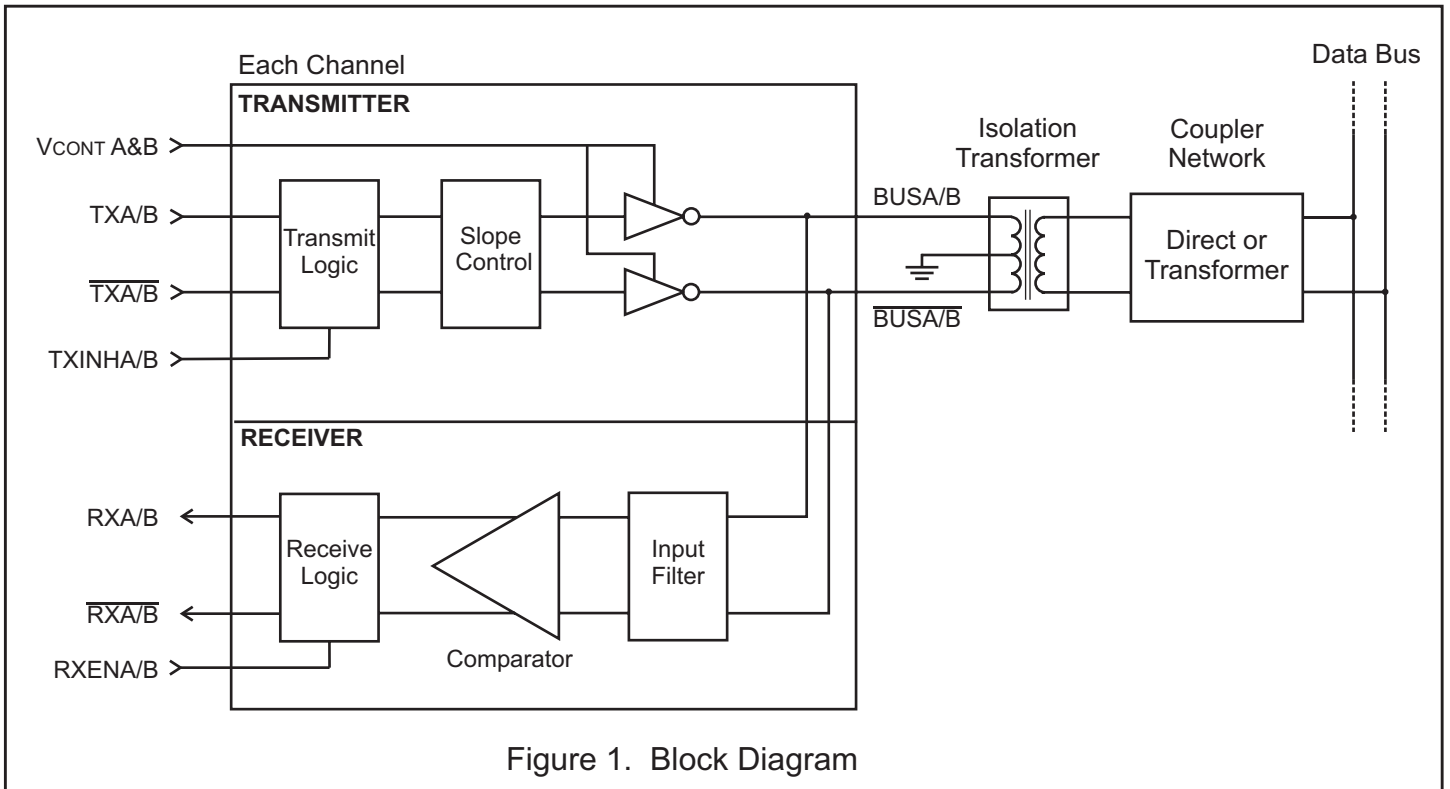 Each Channel
Data Bus
TRANSMITTER
Isolation
Transformer
Coupler
Network
VCONT A&B
TXA/B
TXA/B
TXINHA/B
Transmit
Logic
Slope
Control
BUSA/B
BUSA/B
Direct or
Transformer
RECEIVER
RXA/B
RXA/B
RXENA/B
Receive
Logic
Comparator
Input
Filter
Figure 1. Block Diagram